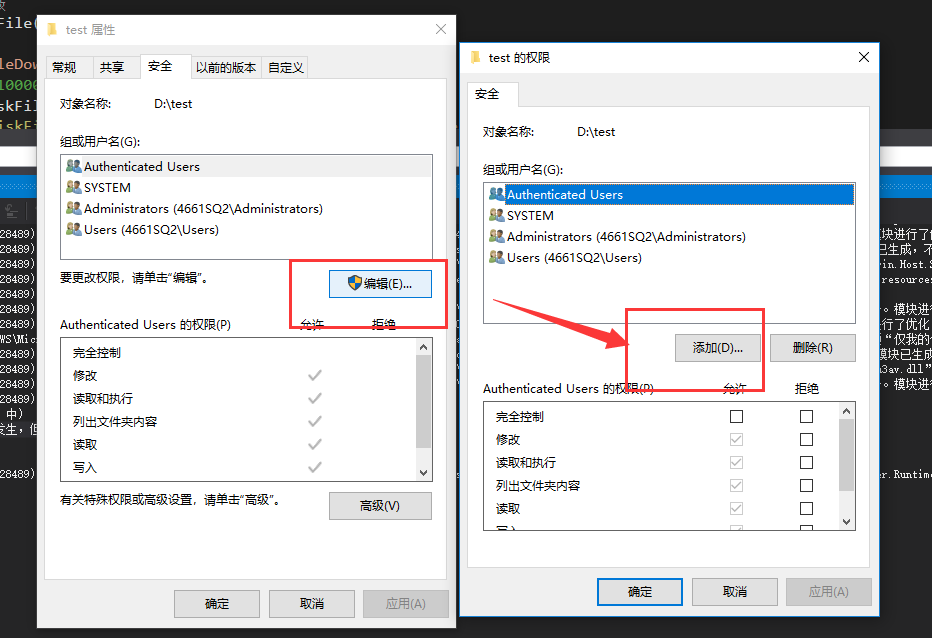 test 属性
常规
共享
安全
以前的版本
自定义
对象名称:
D:\test
组或用户名(G):
Authenticated Users
SYSTEM
Administrators (4661SQ2\Administrators)
Users (4661SQ2\Users)
要更改权限，请单击“编辑”。
编辑(E)...
Authenticated Users 的权限(P)
允许
拒绝
完全控制
修改
读取和执行
列出文件夹内容
读取
写入
有关特殊权限或高级设置，请单击“高级”。
高级(V)
确定
取消
应用(A)
test 的权限
安全
对象名称:
D:\test
组或用户名(G):
Authenticated Users
SYSTEM
Administrators (4661SQ2\Administrators)
Users (4661SQ2\Users)
添加(D)...
删除(R)
Authenticated Users 的权限(P)
允许
拒绝
完全控制
修改
读取和执行
列出文件夹内容
读取
写入
确定
取消
应用(A)